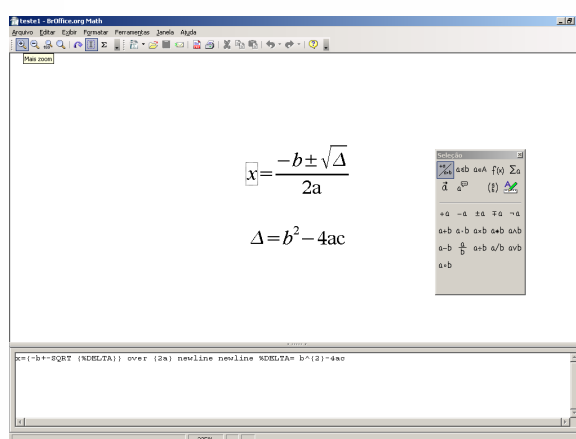 teste1 - BrOffice.org Math
Arquivo Editar Exibir Formatar Ferramentas Janela Ajuda
Mais zoom
x = (-b ± √Δ) / 2a
Δ = b² − 4ac
Seleção
+a/a+b a≤b a∈A f(x) Σa
+a -a ±a ∓a ¬a
a+b a·b a×b a∗b a∧b
a-b a/b a÷b a/b a∨b
a∘b
x={-b+-SQRT {%DELTA}} over {2a} newline newline %DELTA= b^{2}-4ac